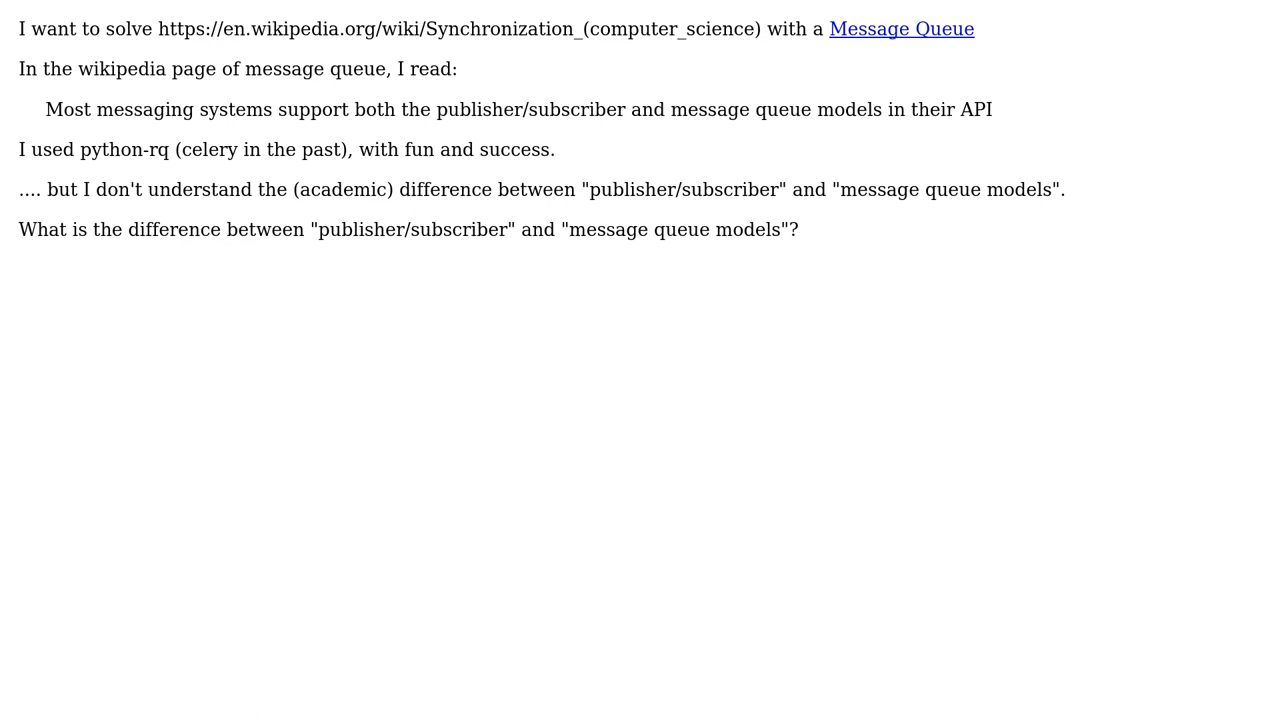 I want to solve https://en.wikipedia.org/wiki/Synchronization_(computer_science) with a Message Queue
In the wikipedia page of message queue, I read:
Most messaging systems support both the publisher/subscriber and message queue models in their API
I used python-rq (celery in the past), with fun and success.
.... but I don't understand the (academic) difference between "publisher/subscriber" and "message queue models".
What is the difference between "publisher/subscriber" and "message queue models"?